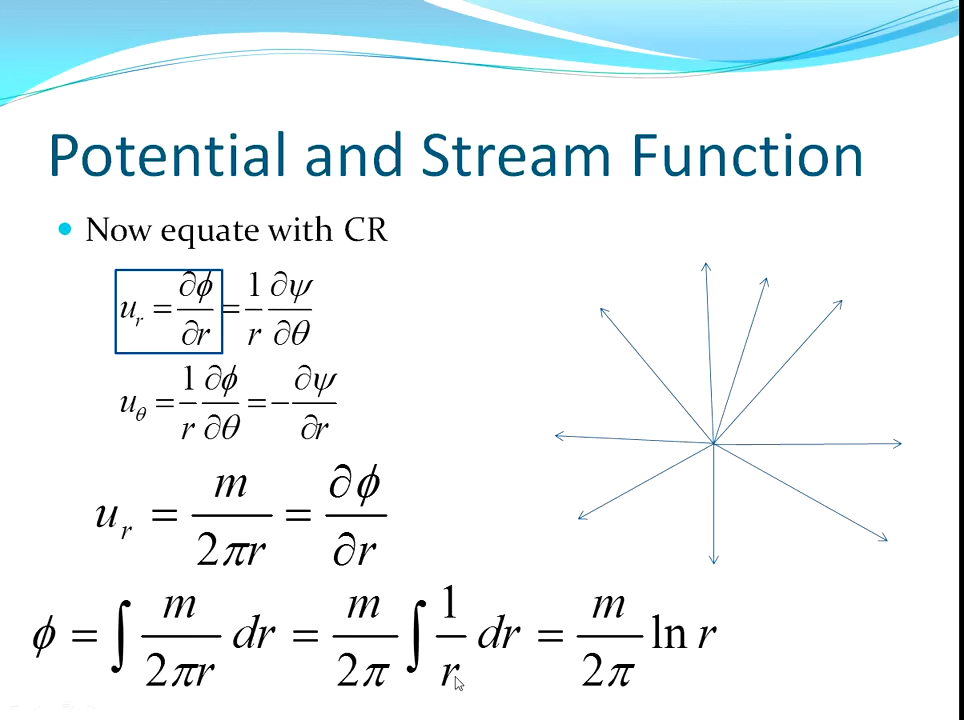 Potential and Stream Function
Now equate with CR
u_r = ∂ϕ/∂r = 1/r ∂ψ/∂θ
u_θ = 1/r ∂ϕ/∂θ = −∂ψ/∂r
u_r = m/2πr = ∂ϕ/∂r
ϕ = ∫ m/2πr dr = m/2π ∫ 1/r dr = m/2π ln r